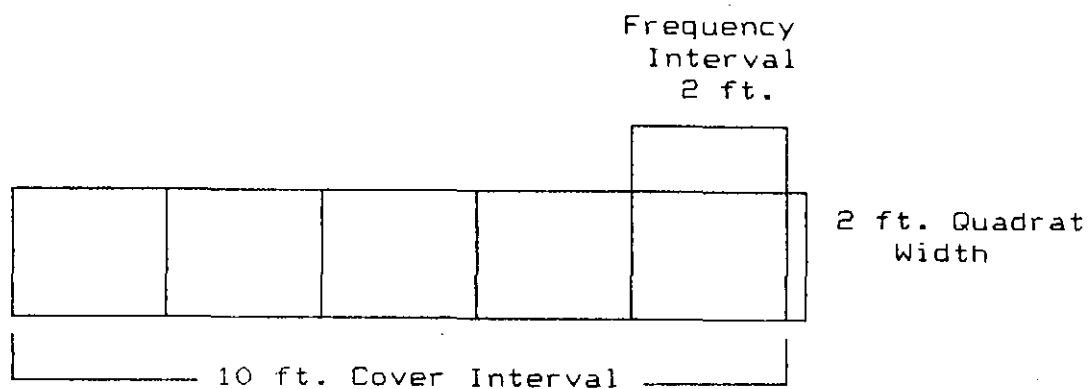 Frequency
Interval
2 ft.
2 ft. Quadrat
Width
10 ft. Cover Interval